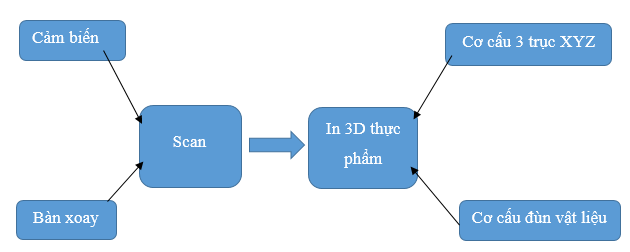 Cảm biến
Cơ cấu 3 trục XYZ
Scan
In 3D thực
phẩm
Bàn xoay
Cơ cấu đùn vật liệu